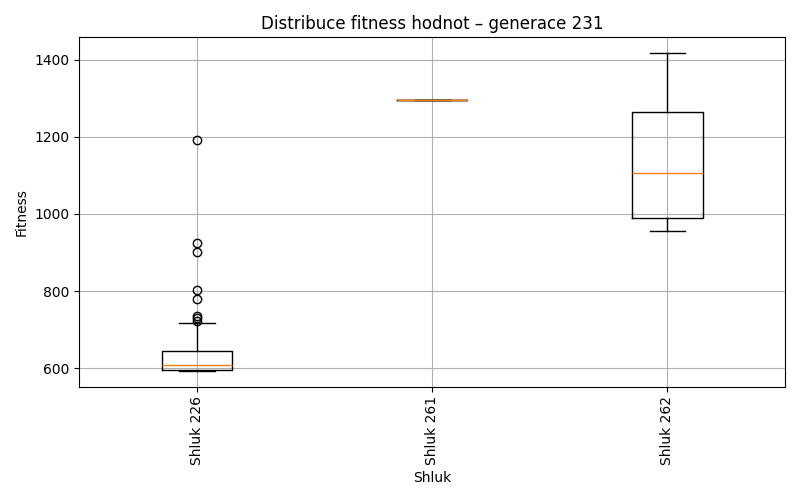 Distribuce fitness hodnot – generace 231
1400
1200
1000
800
600
Fitness
Shluk 226
Shluk 261
Shluk 262
Shluk